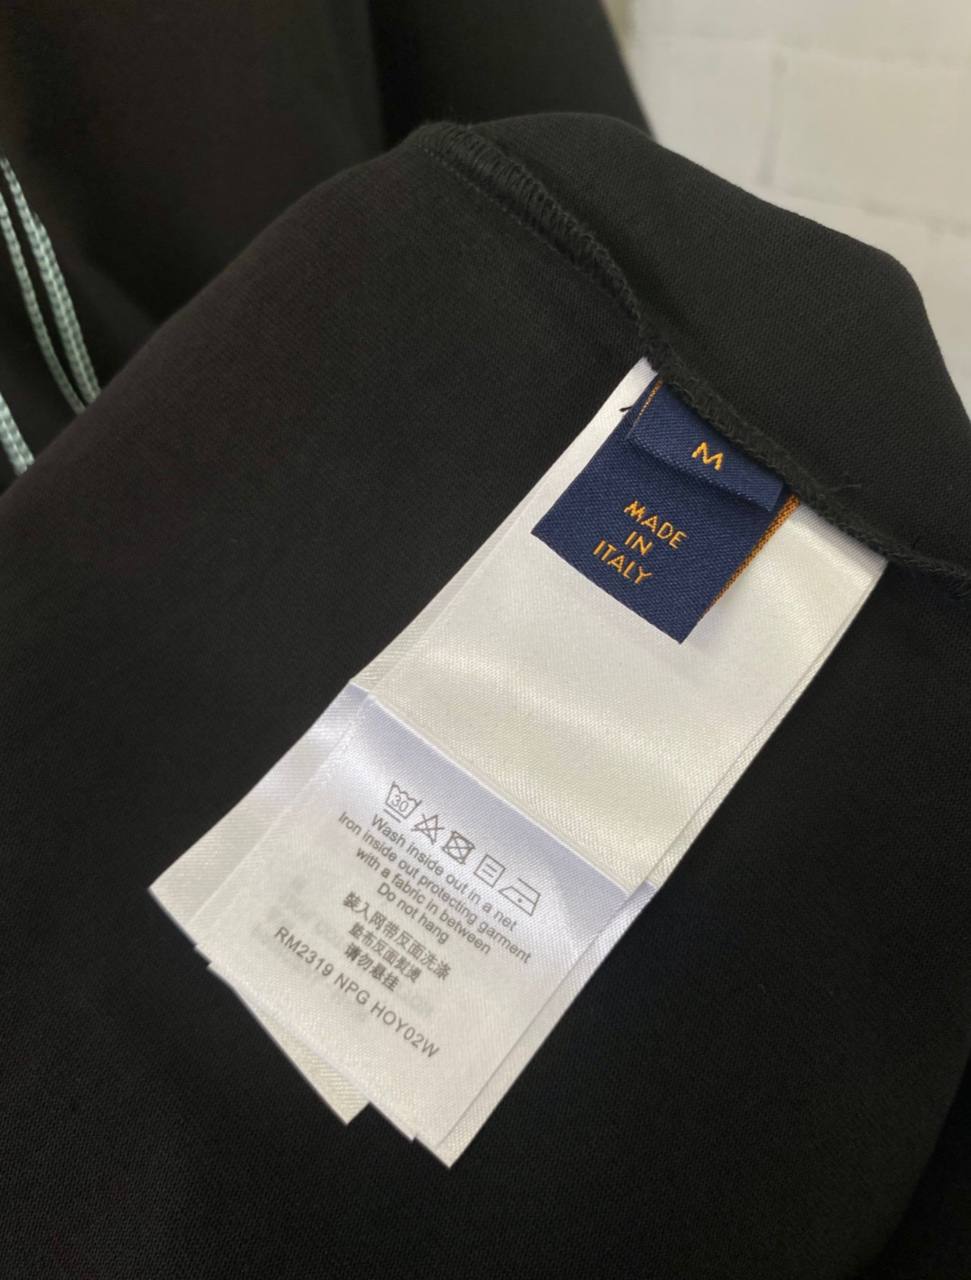 M
MADE
IN
ITALY
30
Wash inside out in a net
Iron inside out protecting garment
with a fabric in between
Do not hang
装入网带反面洗涤
垫布反面熨烫
请勿悬挂
RM2319 NPG HOY02W